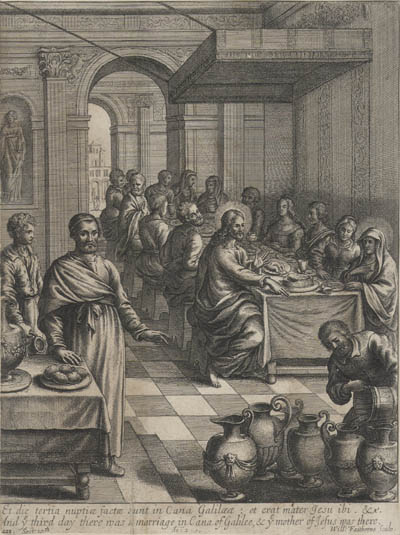 Et die tertia nuptiæ factæ sunt in Cana Galilææ ; et erat mater Jesu ibi. &c.
And ẏ third day there was a marriage in Cana of Galilee, & ẏ mother of Jesus was there.
Will: Faithorne Sculp: